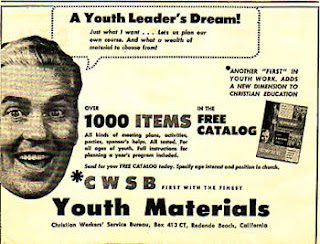 A Youth Leader's Dream!
Just what I want . . . Lets us plan our
own course. And what a wealth of
material to choose from!
*ANOTHER "FIRST" IN
YOUTH WORK, ADDS
A NEW DIMENSION TO
CHRISTIAN EDUCATION
OVER
1000 ITEMS
IN THE
FREE
CATALOG
All kinds of meeting plans, activities,
parties, sponsor's helps. All tested. For
all ages of youth. Full instructions for
planning a year's program included.
Send for your FREE CATALOG today. Specify age interest and position in church.
*CWSB FIRST WITH THE FINEST
Youth Materials
Christian Workers' Service Bureau, Box 413 CT, Redondo Beach, California